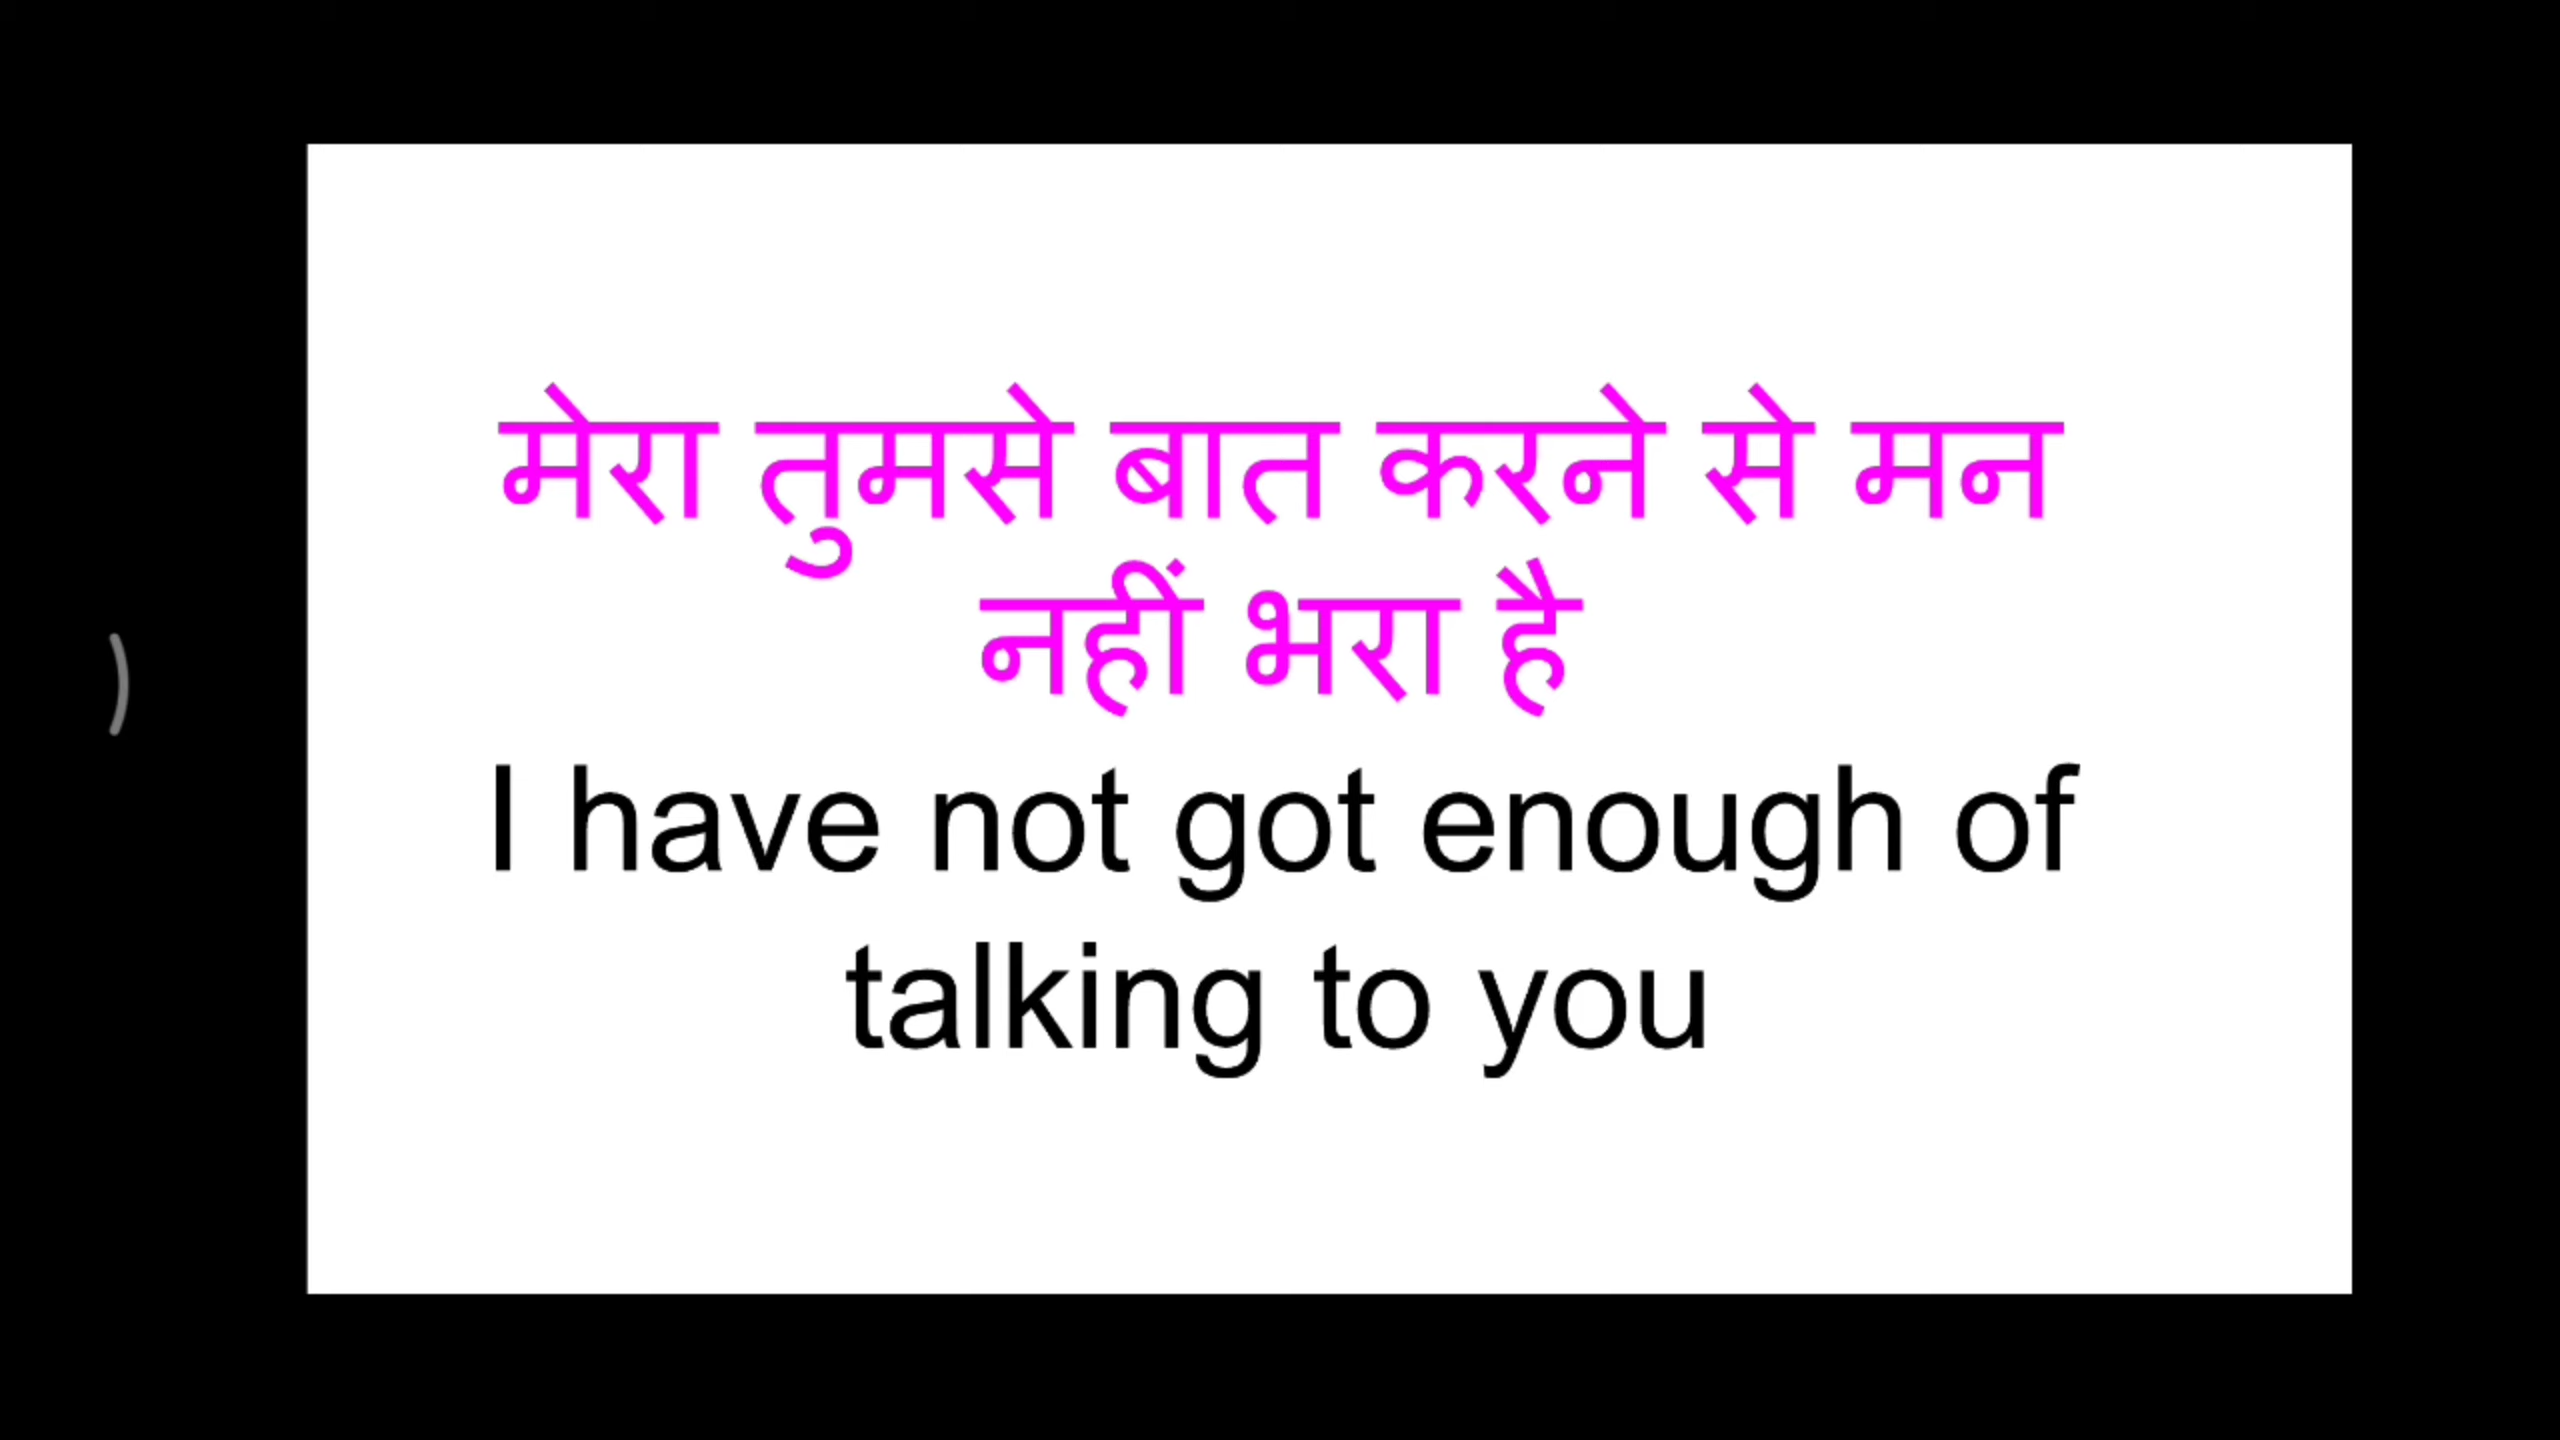 मेरा तुमसे बात करने से मन
नहीं भरा है
I have not got enough of
talking to you